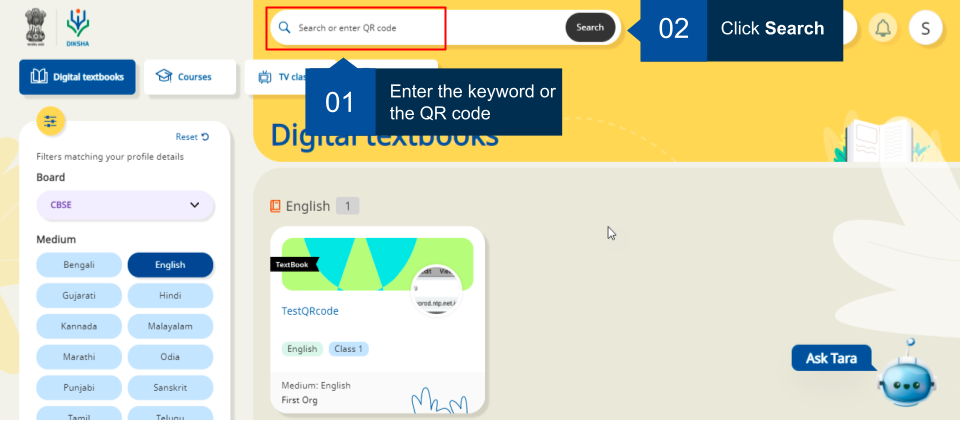 DIKSHA
Search or enter QR code
Search
02
Click Search
S
Digital textbooks
Courses
TV clas
01
Enter the keyword or
the QR code
Digital textbooks
Reset
Filters matching your profile details
Board
CBSE
Medium
Bengali
English
Gujarati
Hindi
Kannada
Malayalam
Marathi
Odia
Punjabi
Sanskrit
Tamil
Telugu
English 1
TextBook
TestQRcode
English
Class 1
Medium: English
First Org
Ask Tara